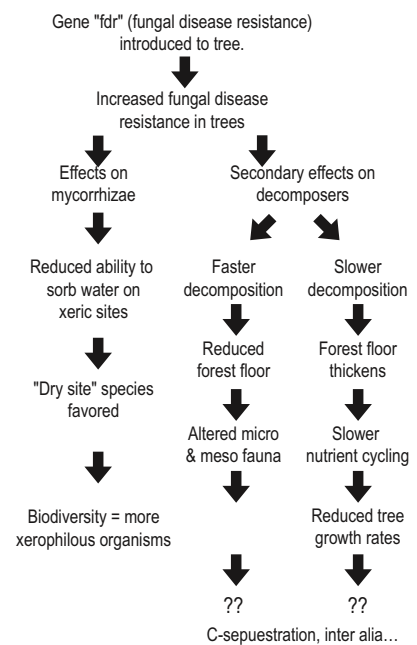 Gene "fdr" (fungal disease resistance)
introduced to tree.
Increased fungal disease
resistance in trees
Effects on
mycorrhizae
Secondary effects on
decomposers
Reduced ability to
sorb water on
xeric sites
Faster
decomposition
Slower
decomposition
"Dry site" species
favored
Reduced
forest floor
Forest floor
thickens
Altered micro
& meso fauna
Slower
nutrient cycling
Biodiversity = more
xerophilous organisms
Reduced tree
growth rates
??
??
C-sepuestration, inter alia…